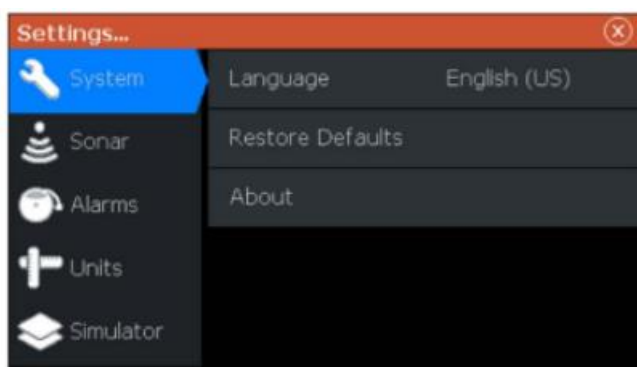 Settings...
System
Language English (US)
Sonar
Restore Defaults
Alarms
About
Units
Simulator